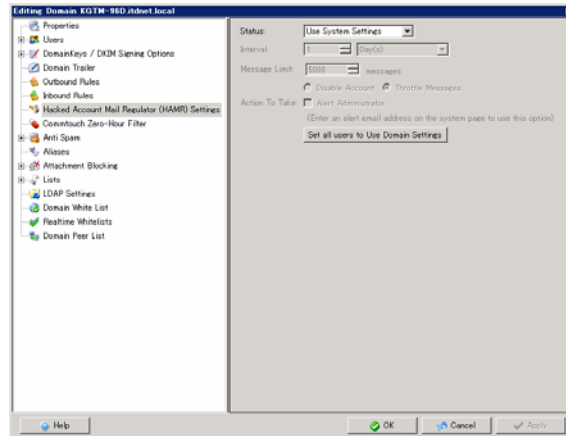 Editing Domain KGTM-96D.itdnet.local
Properties
Users
DomainKeys / DKIM Signing Options
Domain Trailer
Outbound Rules
Inbound Rules
Hacked Account Mail Regulator (HAMR) Settings
Commtouch Zero-Hour Filter
Anti Spam
Aliases
Attachment Blocking
Lists
LDAP Settings
Domain White List
Realtime Whitelists
Domain Peer List
Status: Use System Settings
Interval: 1 Day(s)
Message Limit: messages
Disable Account Throttle Messages
Action To Take: Alert Administrator
(Enter an alert email address on the system page to use this option)
Set all users to Use Domain Settings
Help OK Cancel Apply